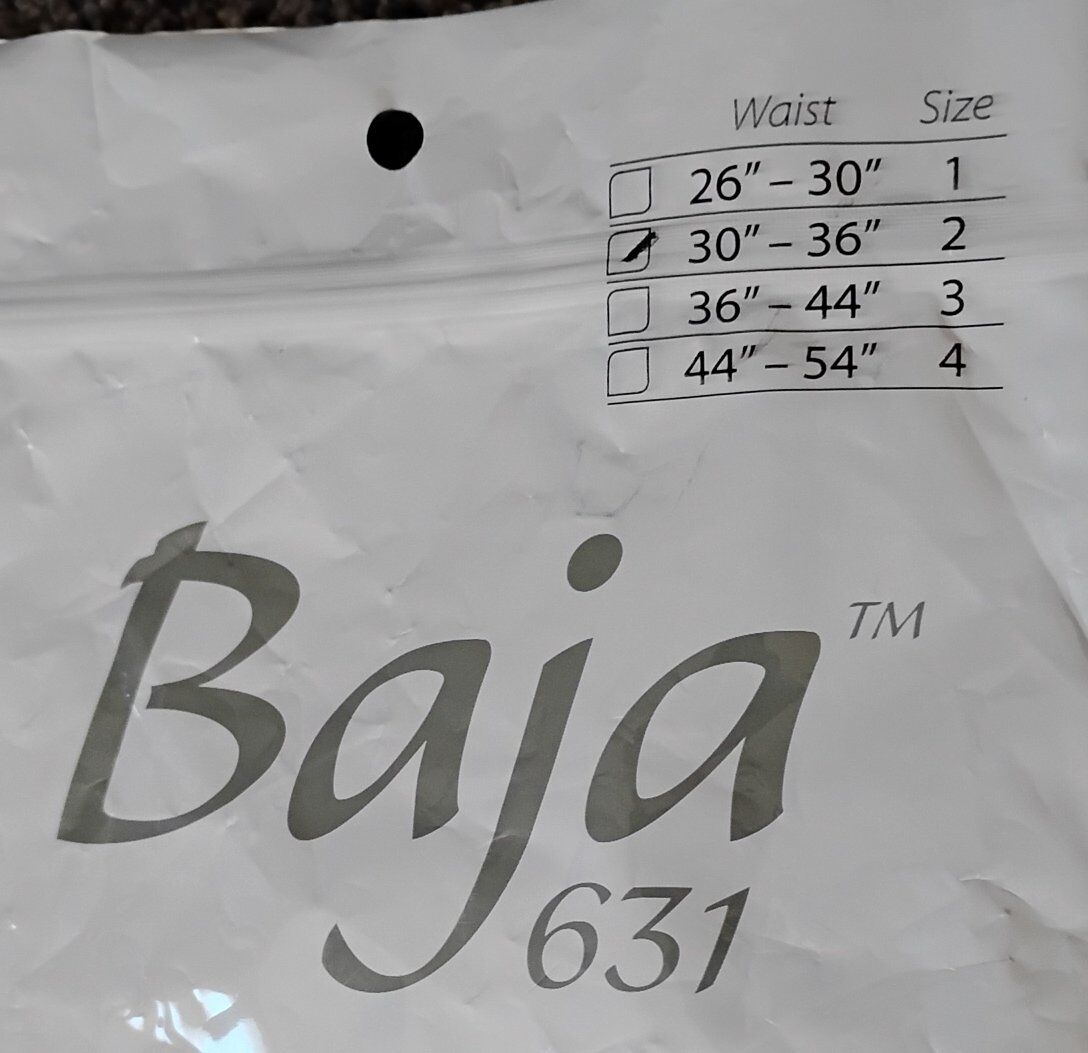 Waist Size
26" – 30" 1
30" – 36" 2
36" – 44" 3
44" – 54" 4
Baja™
631